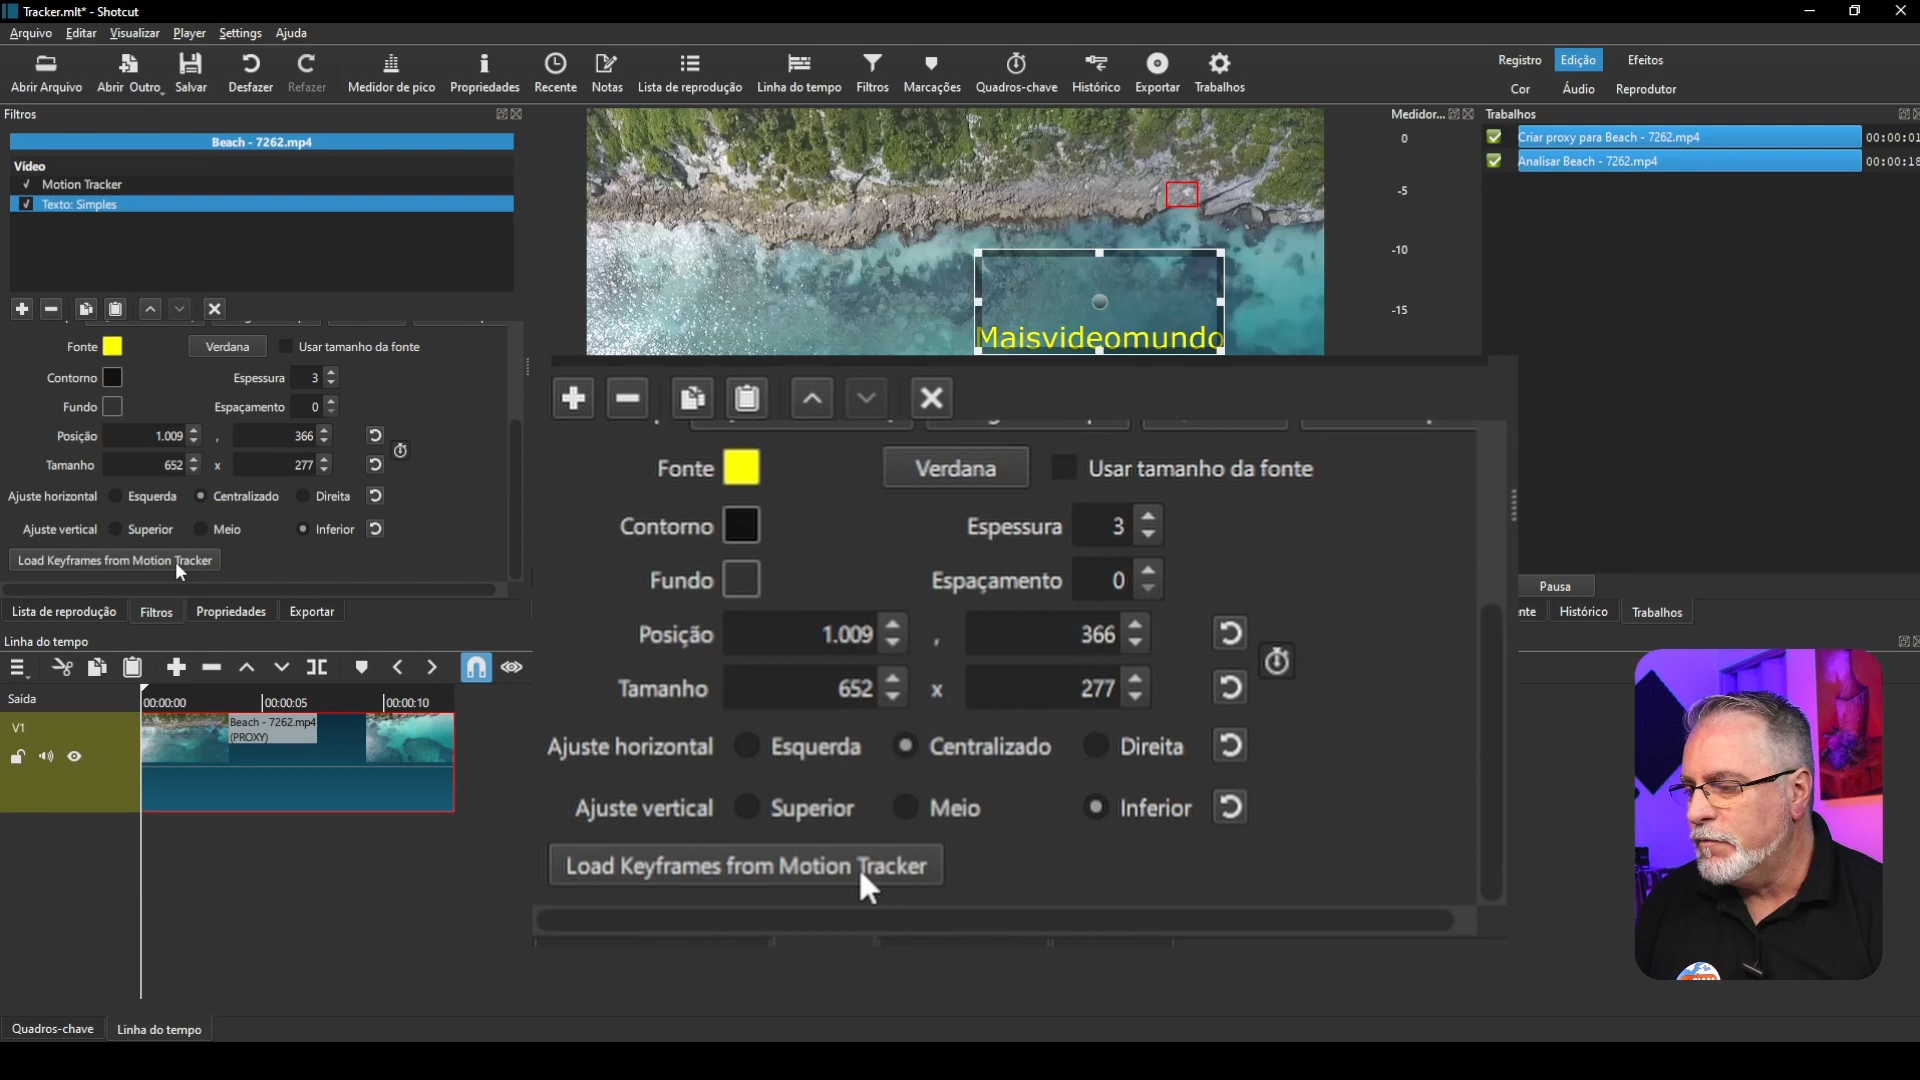 Tracker.mlt* - Shotcut
Arquivo Editar Visualizar Player Settings Ajuda
Abrir Arquivo Abrir Outro Salvar Desfazer Refazer Medidor de pico Propriedades Recente Notas Lista de reprodução Linha do tempo Filtros Marcações Quadros-chave Histórico Exportar Trabalhos
Registro Edição Efeitos
Cor Áudio Reprodutor
Filtros
Beach - 7262.mp4
Vídeo
Motion Tracker
Texto: Simples
Fonte Verdana Usar tamanho da fonte
Contorno Espessura 3
Fundo Espaçamento 0
Posição 1.009 , 366
Tamanho 652 x 277
Ajuste horizontal Esquerda Centralizado Direita
Ajuste vertical Superior Meio Inferior
Load Keyframes from Motion Tracker
Lista de reprodução Filtros Propriedades Exportar
Maisvideomundo
Medidor...
0
-5
-10
-15
Trabalhos
Criar proxy para Beach - 7262.mp4 00:00:01
Analisar Beach - 7262.mp4 00:00:18
Pausa
nte Histórico Trabalhos
Fonte Verdana Usar tamanho da fonte
Contorno Espessura 3
Fundo Espaçamento 0
Posição 1.009 , 366
Tamanho 652 x 277
Ajuste horizontal Esquerda Centralizado Direita
Ajuste vertical Superior Meio Inferior
Load Keyframes from Motion Tracker
Linha do tempo
Saída
00:00:00 00:00:05 00:00:10
V1
Beach - 7262.mp4
(PROXY)
Quadros-chave Linha do tempo